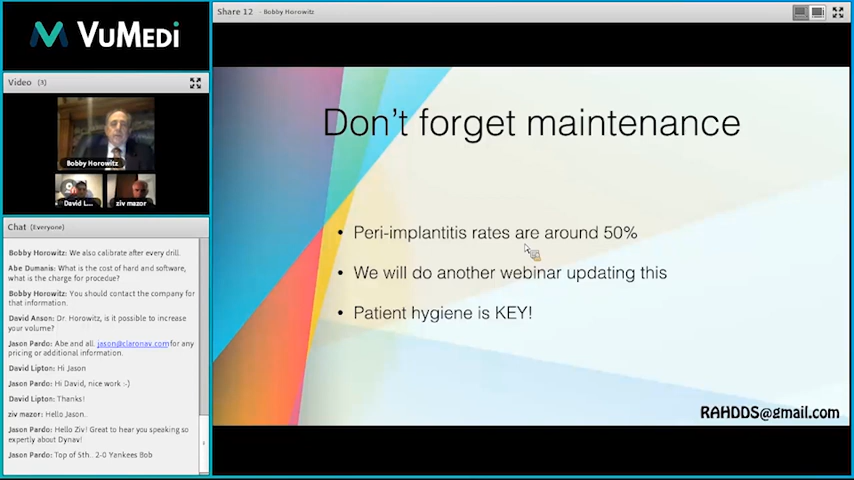 VuMedi
Video (3)
Bobby Horowitz
David L...
ziv mazor
Chat (Everyone)
Bobby Horowitz: We also calibrate after every drill.
Abe Dumanis: What is the cost of hard and software,
what is the charge for procedue?
Bobby Horowitz: You should contact the company for
that information.
David Anson: Dr. Horowitz, is it possible to increase
your volume?
Jason Pardo: Abe and all. jason@claronav.comfor any
pricing or additional information.
David Lipton: Hi Jason
Jason Pardo: Hi David, nice work :-)
David Lipton: Thanks!
ziv mazor: Hello Jason..
Jason Pardo: Hello Ziv! Great to hear you speaking so
expertly about Dynav!
Jason Pardo: Top of 5th.. 2-0 Yankees Bob
Share 12 - Bobby Horowitz
Don't forget maintenance
• Peri-implantitis rates are around 50%
• We will do another webinar updating this
• Patient hygiene is KEY!
RAHDDS@gmail.com